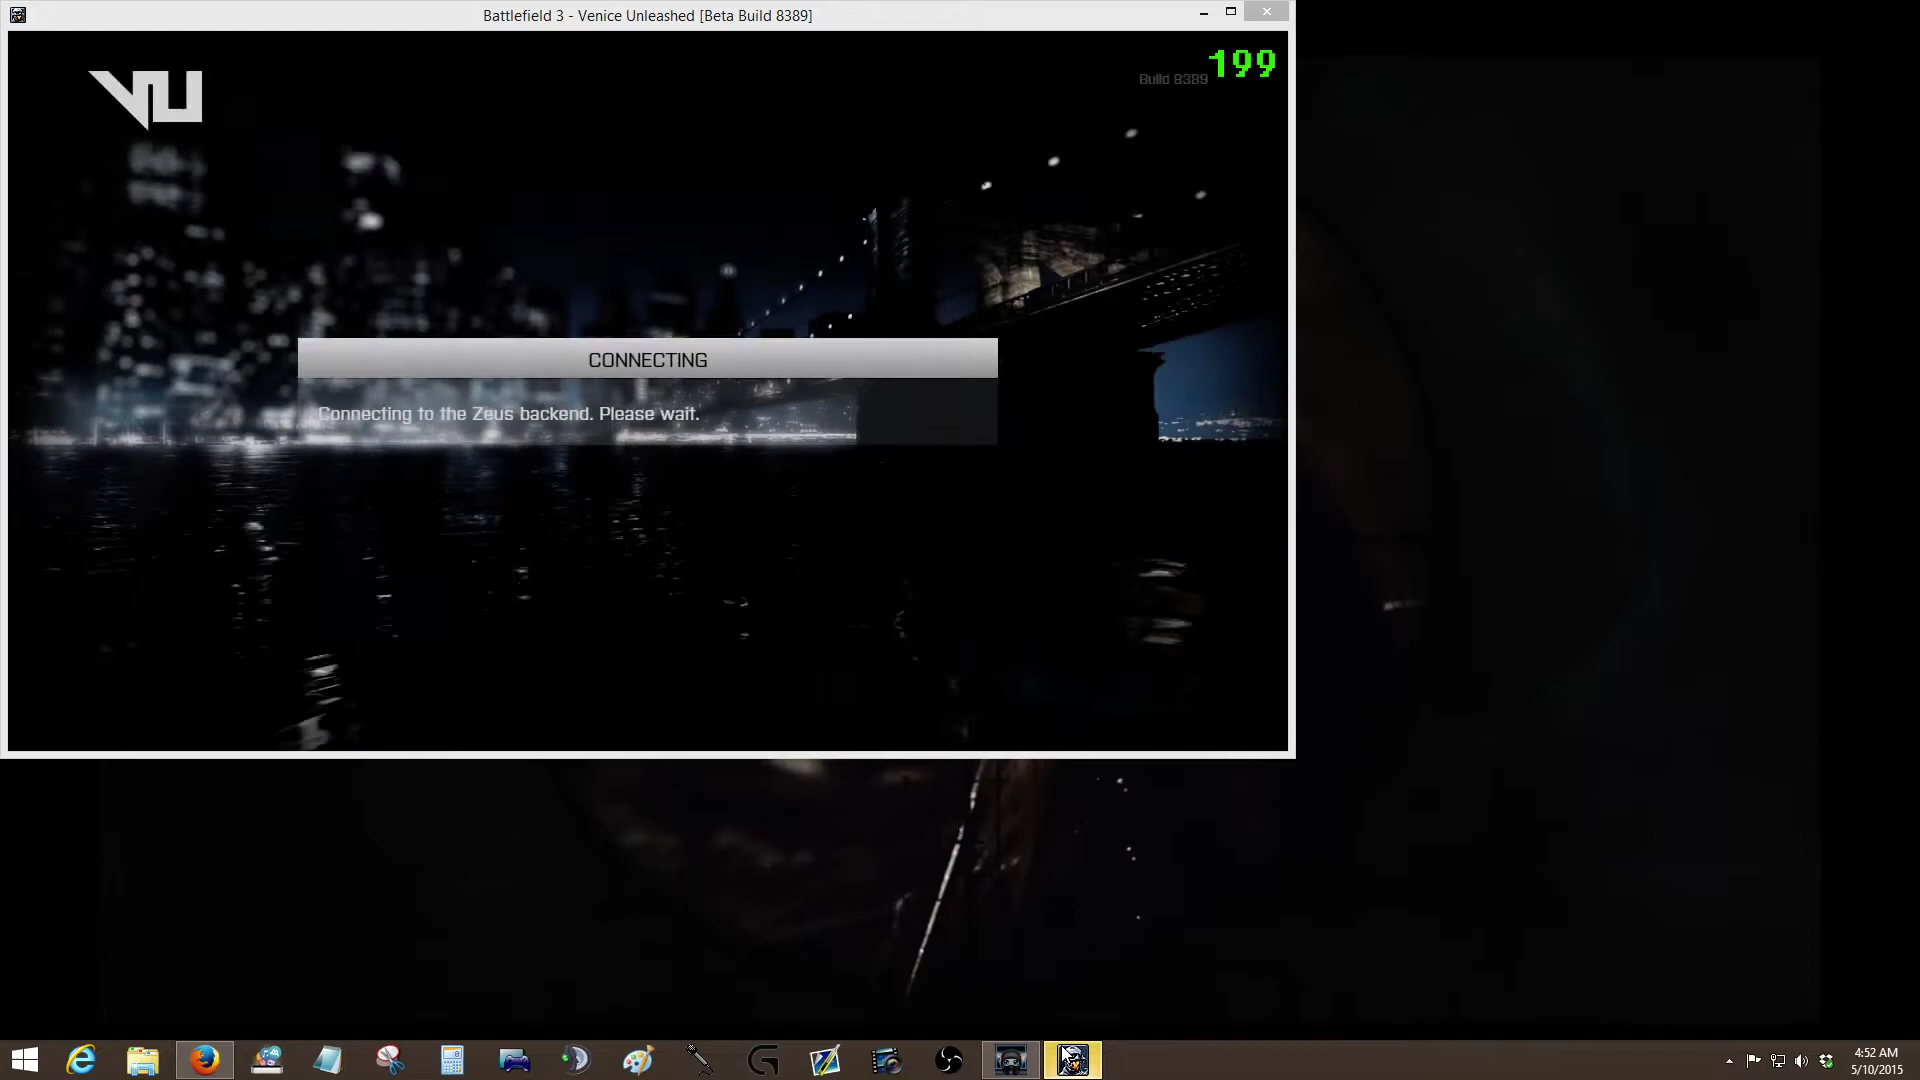 Battlefield 3 - Venice Unleashed [Beta Build 8389]
VU
Build 8389
199
CONNECTING
Connecting to the Zeus backend. Please wait.
4:52 AM
5/10/2015